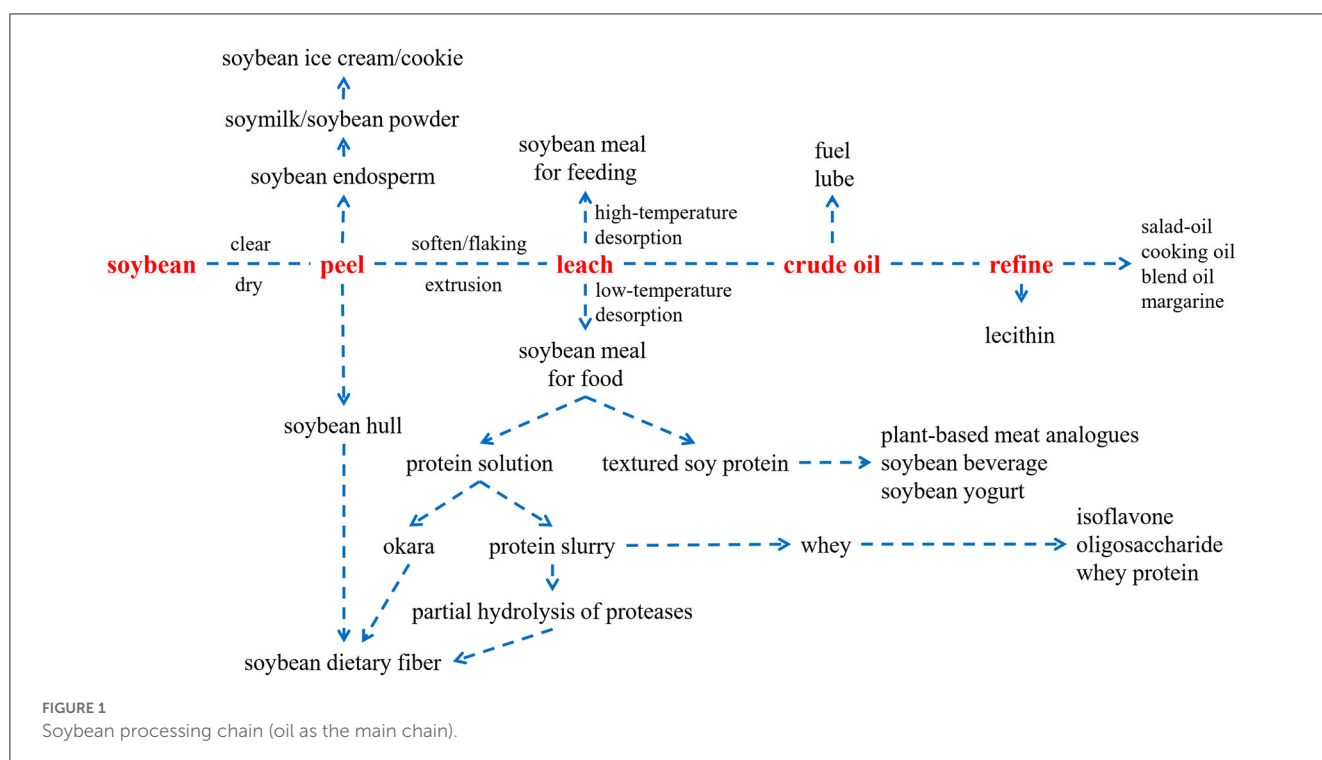 soybean ice cream/cookie
soymilk/soybean powder
soybean endosperm
soybean meal
for feeding
fuel
lube
high-temperature
desorption
salad-oil
cooking oil
blend oil
margarine
clear
soften/flaking
soybean
peel
leach
crude oil
refine
dry
extrusion
low-temperature
desorption
lecithin
soybean meal
for food
soybean hull
protein solution
textured soy protein
plant-based meat analogues
soybean beverage
soybean yogurt
okara
protein slurry
whey
isoflavone
oligosaccharide
whey protein
partial hydrolysis of proteases
soybean dietary fiber
FIGURE 1
Soybean processing chain (oil as the main chain).